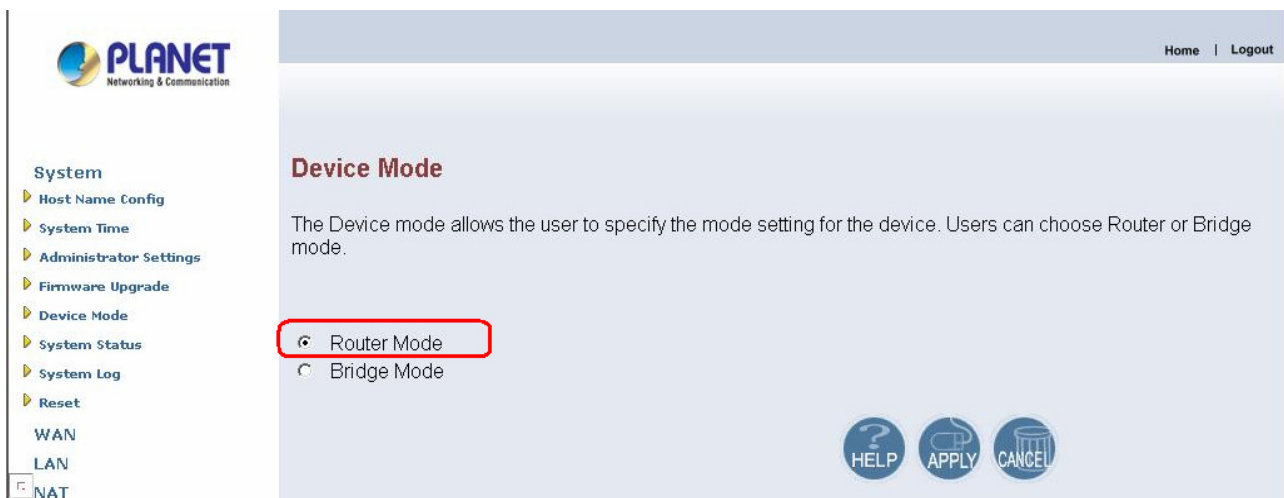 PLANET
Networking & Communication
Home | Logout
System
Host Name Config
System Time
Administrator Settings
Firmware Upgrade
Device Mode
System Status
System Log
Reset
WAN
LAN
NAT
Device Mode
The Device mode allows the user to specify the mode setting for the device. Users can choose Router or Bridge
mode.
Router Mode
Bridge Mode
HELP
APPLY
CANCEL